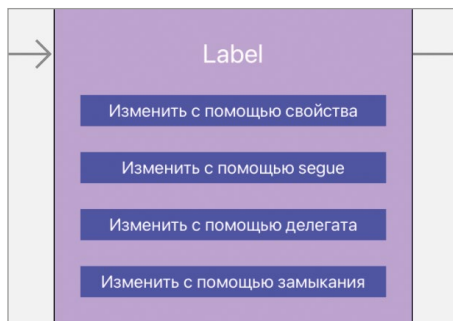 Label
Изменить с помощью свойства
Изменить с помощью segue
Изменить с помощью делегата
Изменить с помощью замыкания